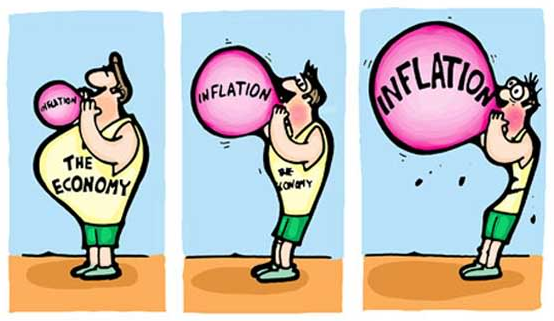 INFLATION
THE
ECONOMY
INFLATION
THE
ECONOMY
INFLATION